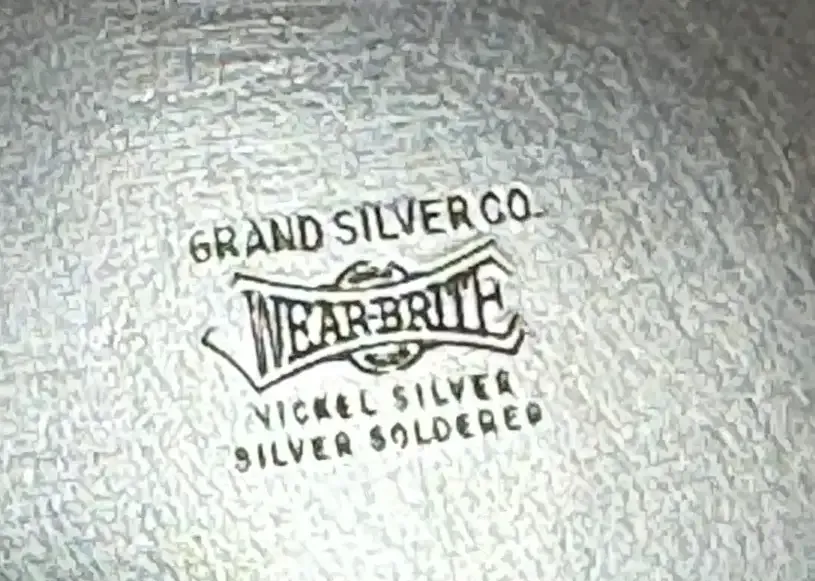 GRAND SILVER CO.
WEAR-BRITE
NICKEL SILVER
SILVER SOLDERED